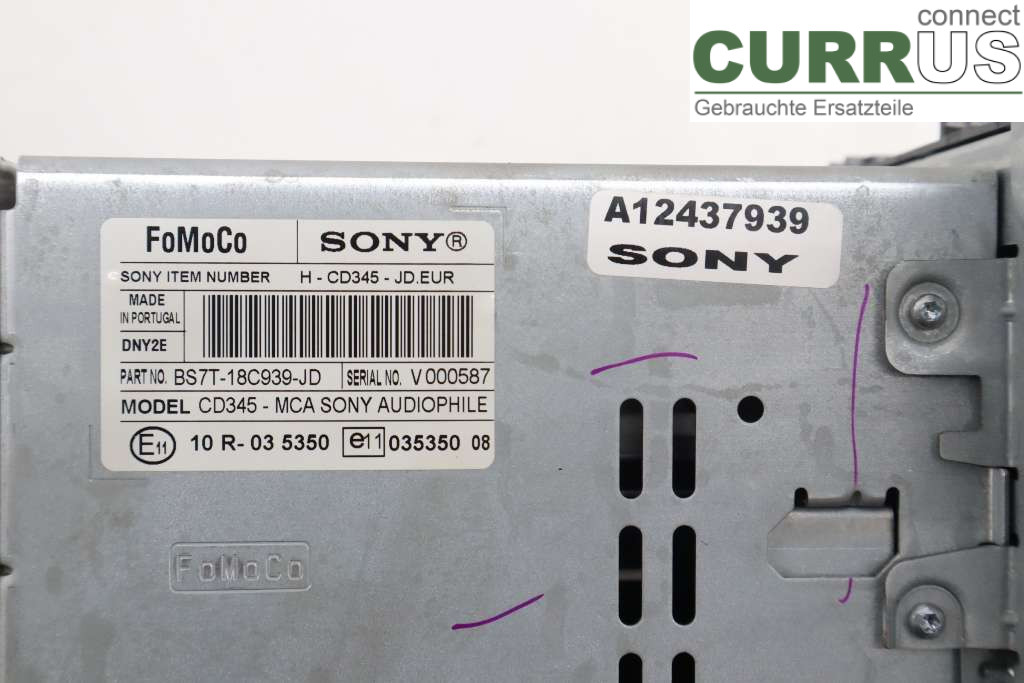 connect
CURRUS
Gebrauchte Ersatzteile
A12437939
SONY
FoMoCo
SONY®
SONY ITEM NUMBER H - CD345 - JD.EUR
MADE
IN PORTUGAL
DNY2E
PART NO. BS7T-18C939-JD
SERIAL NO. V000587
MODEL CD345 - MCA SONY AUDIOPHILE
E11 10 R- 03 5350 e11 035350 08
FoMoCo